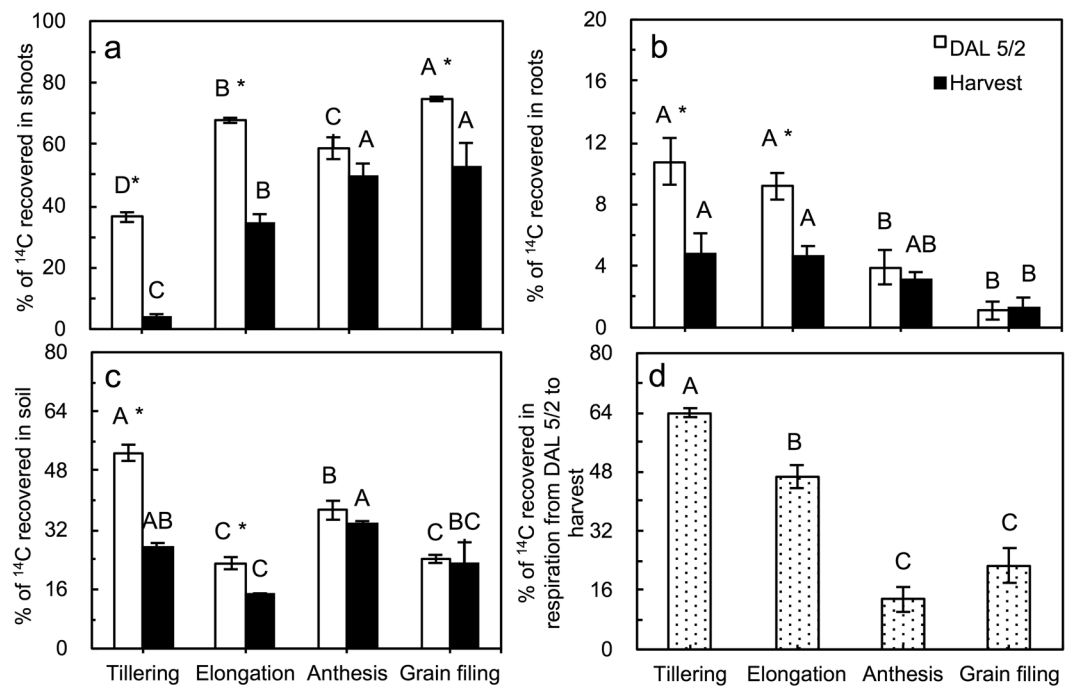 a
% of ¹⁴C recovered in shoots
100
80
60
40
20
0
D*
C
B *
B
C
A
A *
A
b
% of ¹⁴C recovered in roots
20
16
12
8
4
0
DAL 5/2
Harvest
A *
A
A *
A
B
AB
B
B
c
% of ¹⁴C recovered in soil
80
64
48
32
16
0
A *
AB
C *
C
B
A
C
BC
Tillering
Elongation
Anthesis
Grain filing
d
% of ¹⁴C recovered in
respiration from DAL 5/2 to
harvest
80
64
48
32
16
0
A
B
C
C
Tillering
Elongation
Anthesis
Grain filing